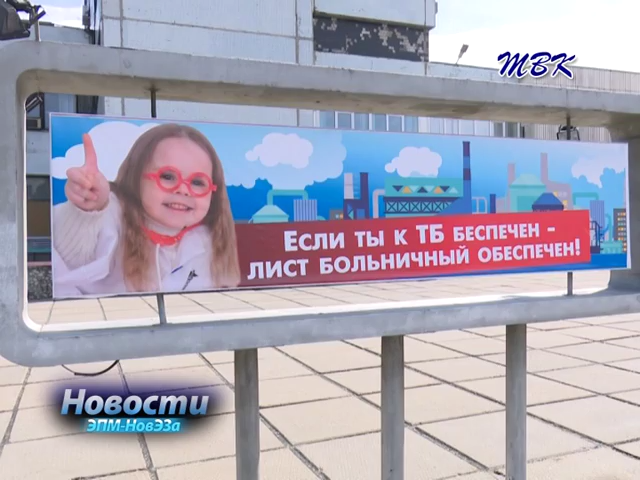 ТВК
Если ты к ТБ беспечен -
лист больничный обеспечен!
Новости
ЭПМ-НовЭЗа